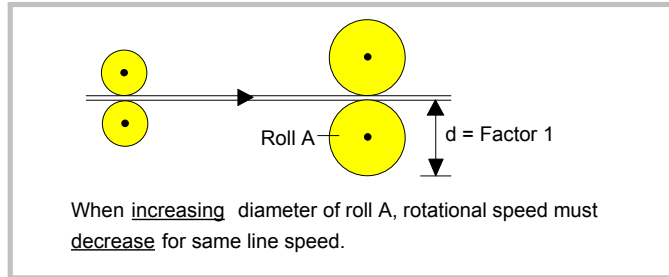 Roll A
d = Factor 1
When increasing diameter of roll A, rotational speed must
decrease for same line speed.